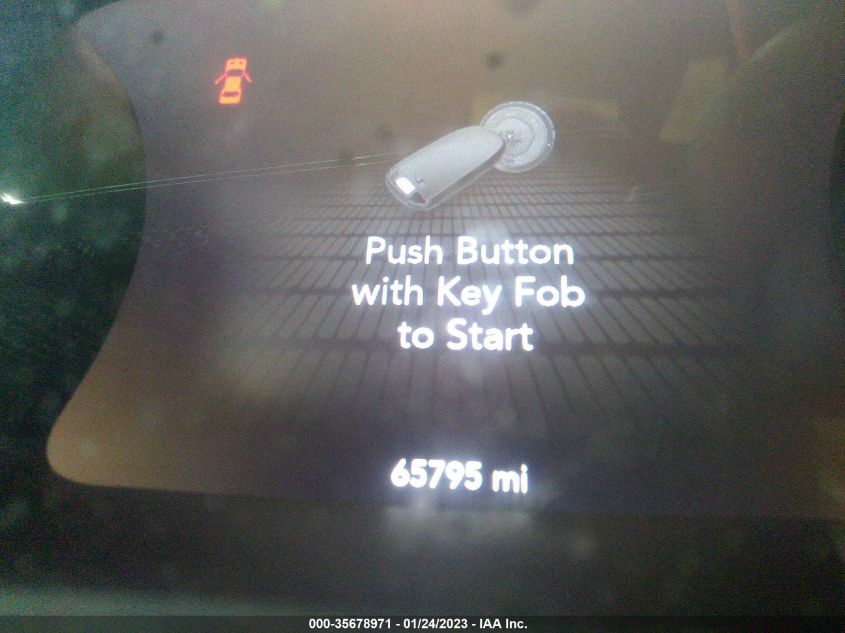 Push Button
with Key Fob
to Start
65795 mi
000-35678971 - 01/24/2023 - IAA Inc.